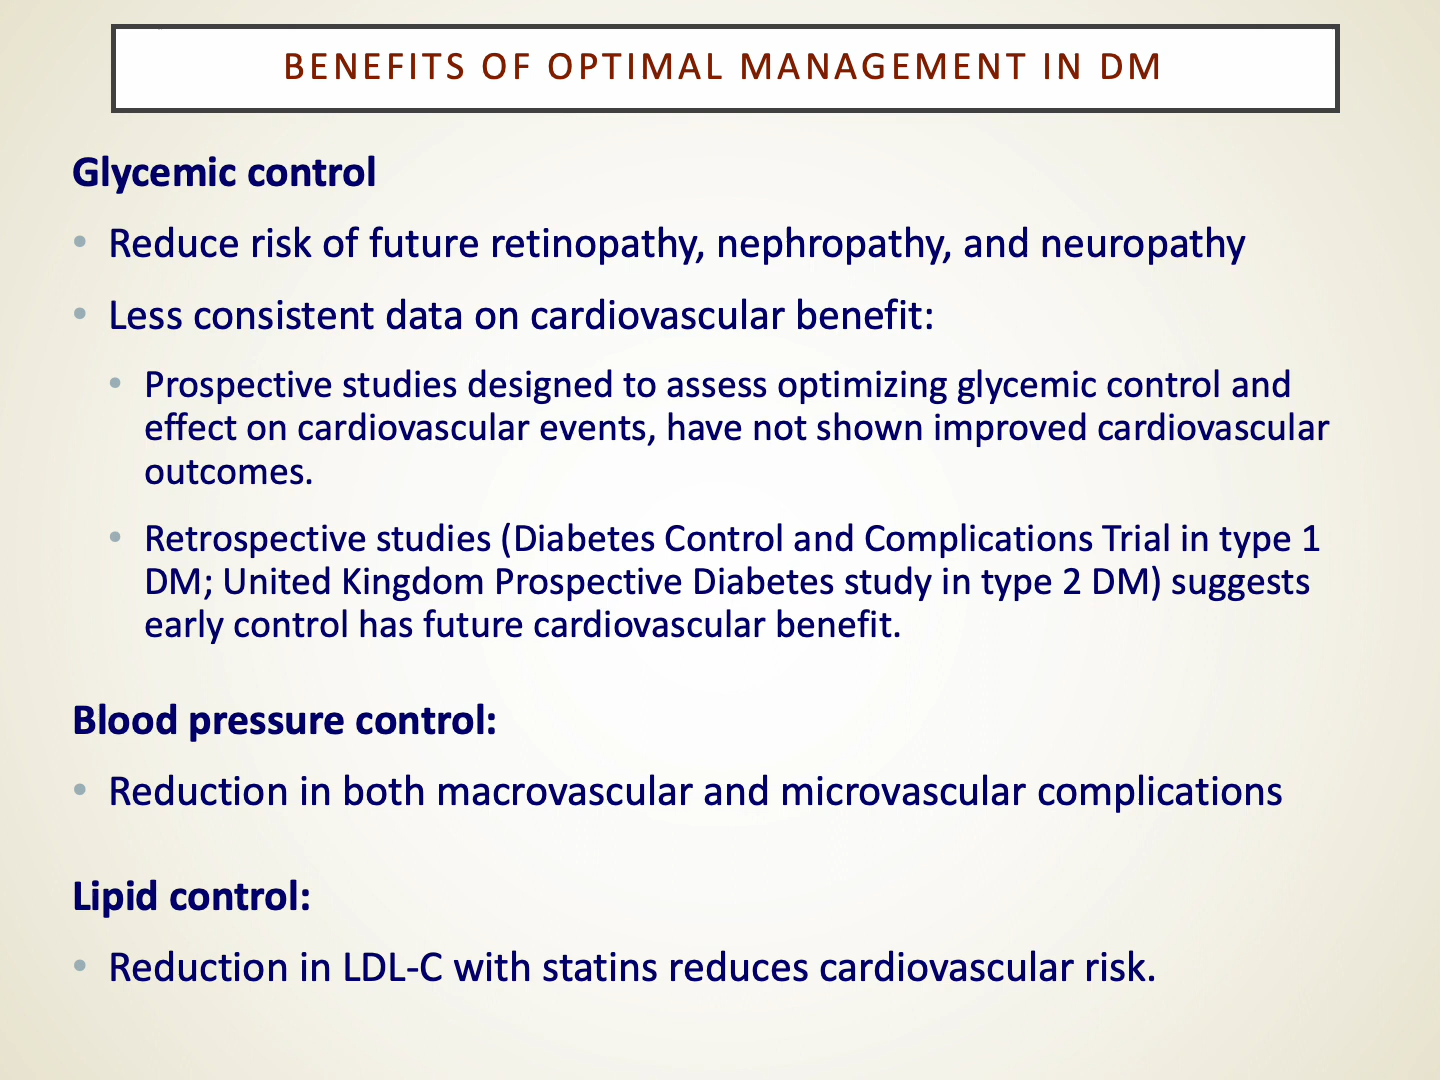 BENEFITS OF OPTIMAL MANAGEMENT IN DM
Glycemic control
• Reduce risk of future retinopathy, nephropathy, and neuropathy
• Less consistent data on cardiovascular benefit:
• Prospective studies designed to assess optimizing glycemic control and
effect on cardiovascular events, have not shown improved cardiovascular
outcomes.
• Retrospective studies (Diabetes Control and Complications Trial in type 1
DM; United Kingdom Prospective Diabetes study in type 2 DM) suggests
early control has future cardiovascular benefit.
Blood pressure control:
• Reduction in both macrovascular and microvascular complications
Lipid control:
• Reduction in LDL-C with statins reduces cardiovascular risk.